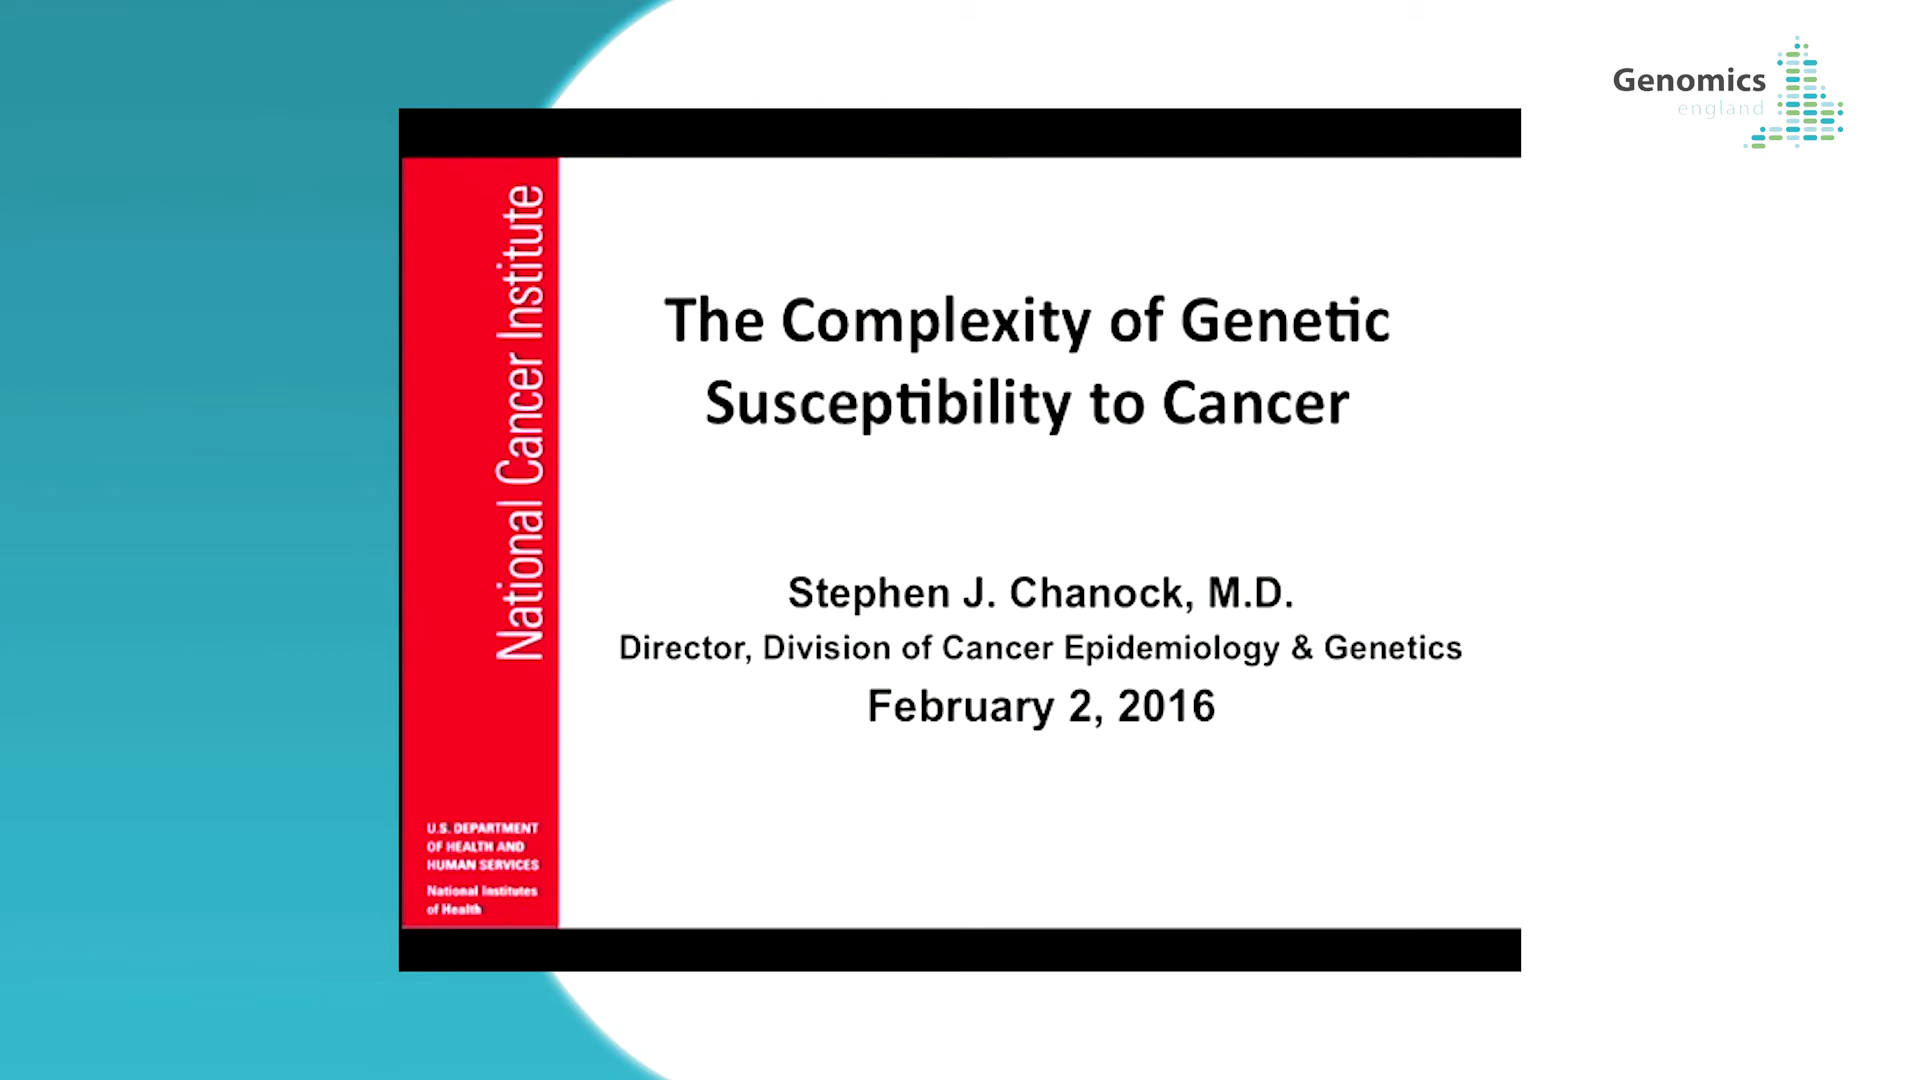 Genomics
england
National Cancer Institute
The Complexity of Genetic
Susceptibility to Cancer
Stephen J. Chanock, M.D.
Director, Division of Cancer Epidemiology & Genetics
February 2, 2016
U.S. DEPARTMENT
OF HEALTH AND
HUMAN SERVICES
National Institutes
of Health